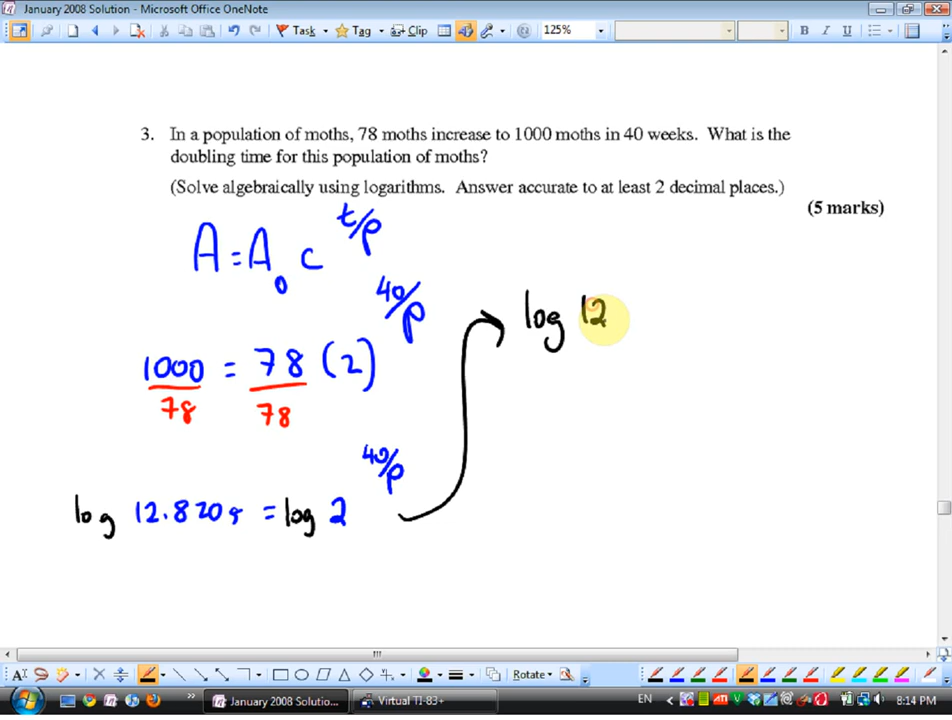 January 2008 Solution - Microsoft Office OneNote
Task Tag Clip 125% B I U
3. In a population of moths, 78 moths increase to 1000 moths in 40 weeks. What is the
doubling time for this population of moths?
(Solve algebraically using logarithms. Answer accurate to at least 2 decimal places.)
(5 marks)
A = A₀ c^(t/p)
1000 = 78 (2)^(40/p)
78 78
log 12
log 12.8205 = log 2^(40/p)
Rotate
January 2008 Solutio... Virtual TI-83+ EN 8:14 PM